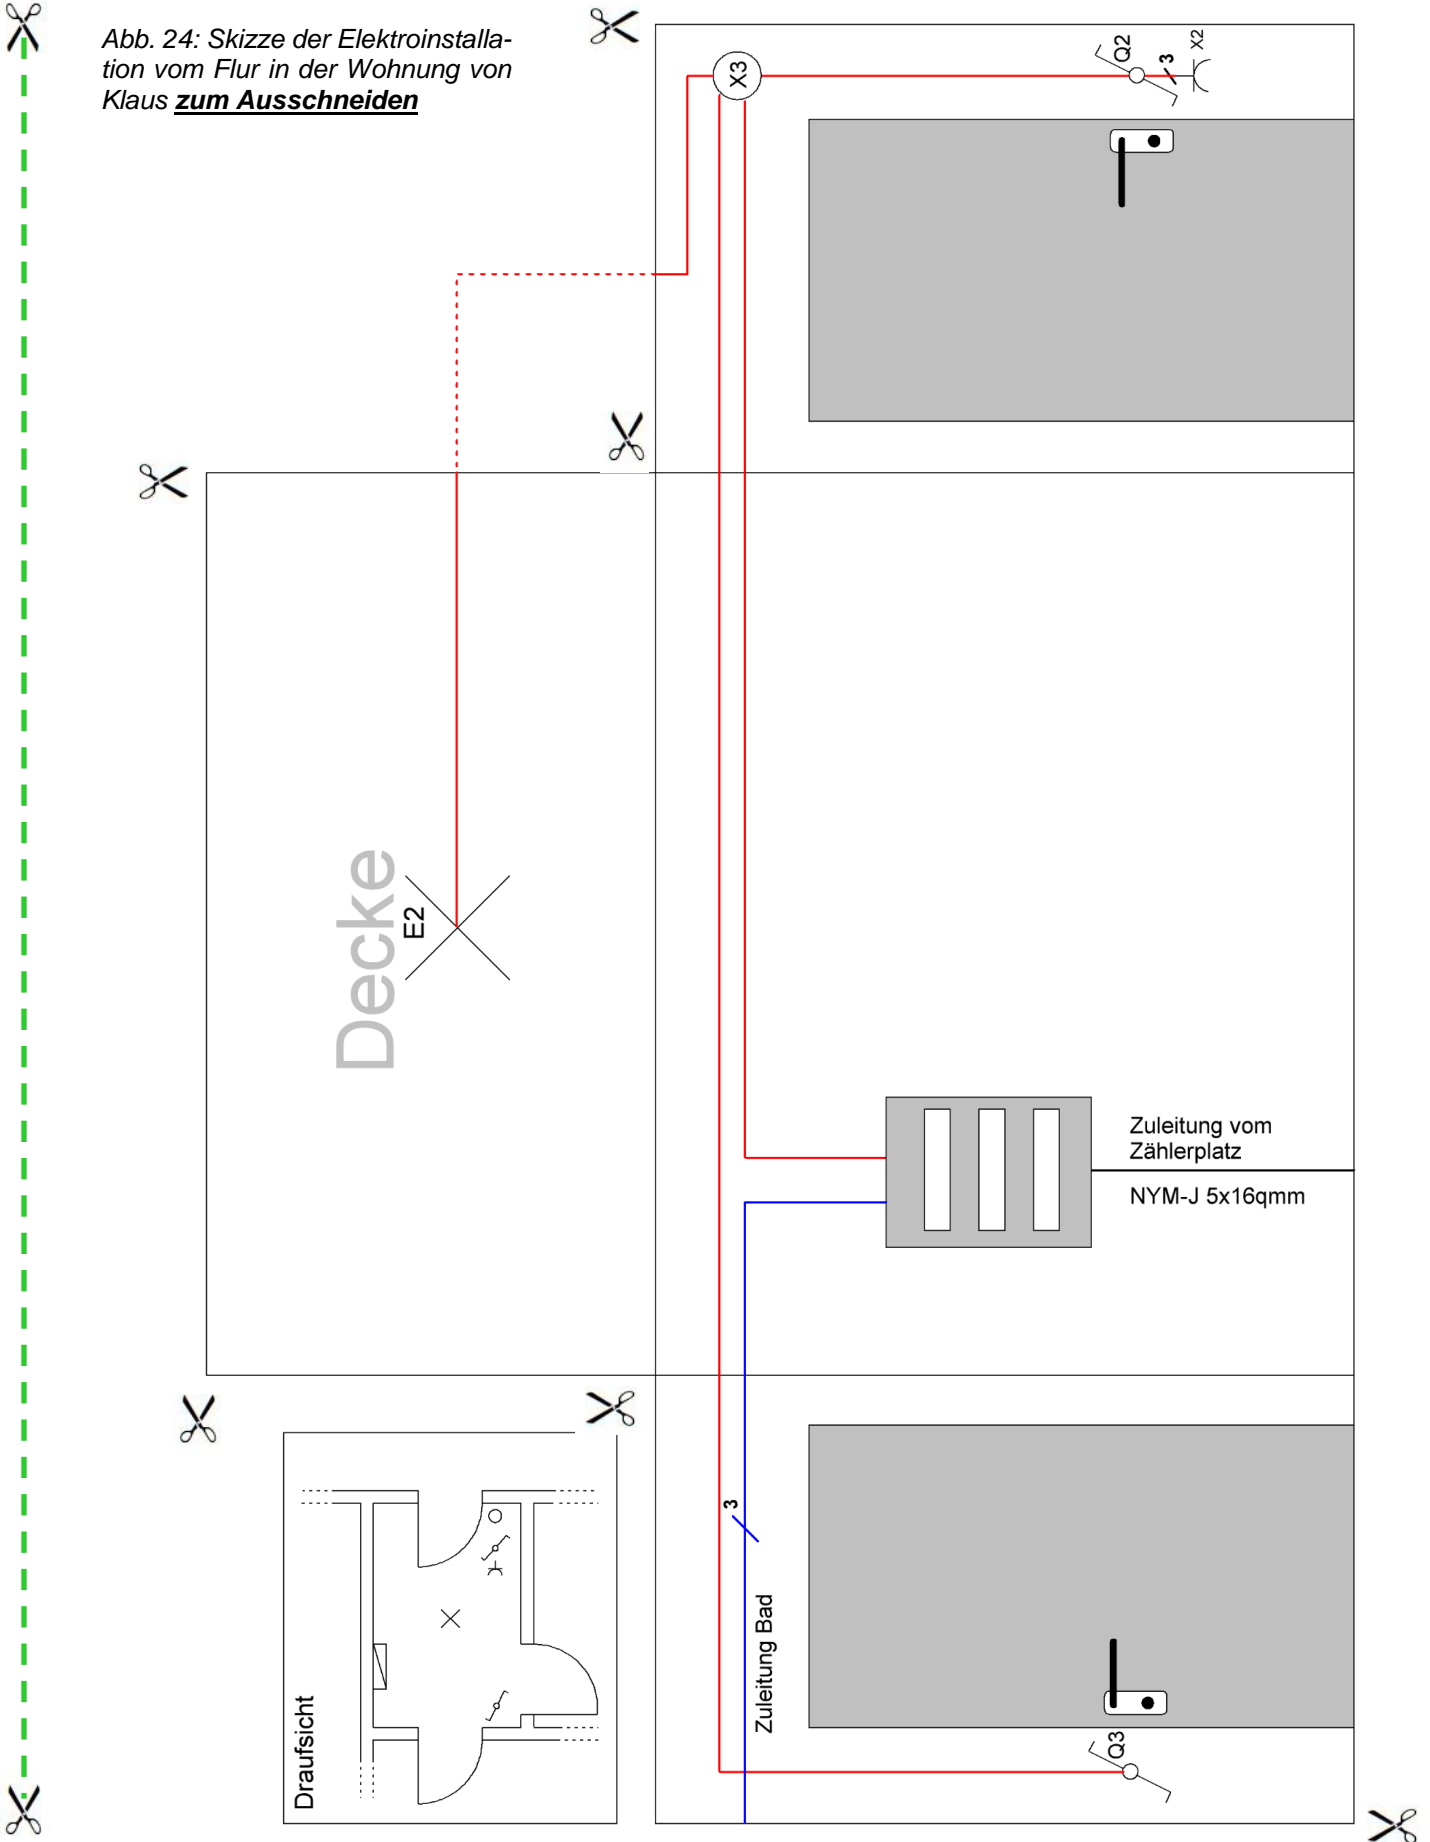 Abb. 24: Skizze der Elektroinstalla-
tion vom Flur in der Wohnung von
Klaus zum Ausschneiden
X3
Q2
3
X2
Decke
E2
Zuleitung vom
Zählerplatz
NYM-J 5x16qmm
3
Zuleitung Bad
Draufsicht
Q3